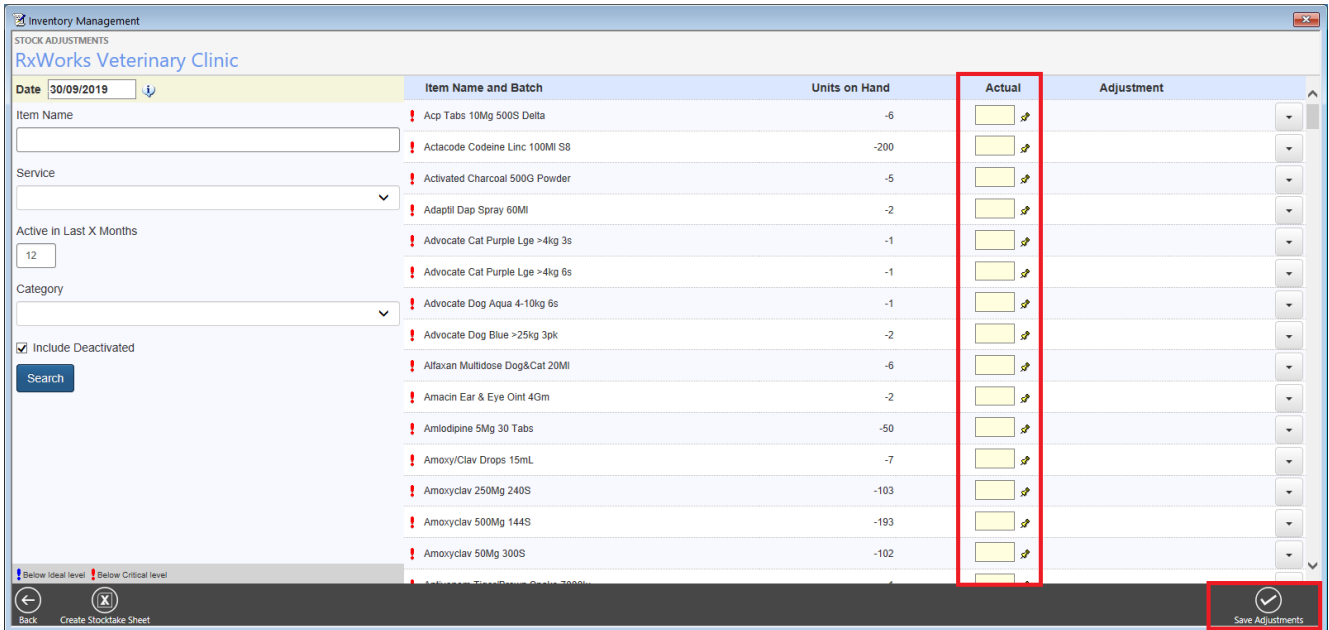 Inventory Management
STOCK ADJUSTMENTS
RxWorks Veterinary Clinic
Date 30/09/2019
Item Name
Service
Active in Last X Months
12
Category
Include Deactivated
Search
Item Name and Batch Units on Hand Actual Adjustment
Acp Tabs 10Mg 500S Delta -6
Actacode Codeine Linc 100Ml S8 -200
Activated Charcoal 500G Powder -5
Adaptil Dap Spray 60Ml -2
Advocate Cat Purple Lge >4kg 3s -1
Advocate Cat Purple Lge >4kg 6s -1
Advocate Dog Aqua 4-10kg 6s -1
Advocate Dog Blue >25kg 3pk -2
Alfaxan Multidose Dog&Cat 20Ml -6
Amacin Ear & Eye Oint 4Gm -2
Amlodipine 5Mg 30 Tabs -50
Amoxy/Clav Drops 15mL -7
Amoxyclav 250Mg 240S -103
Amoxyclav 500Mg 144S -193
Amoxyclav 50Mg 300S -102
Below Ideal level Below Critical level
Back Create Stocktake Sheet Save Adjustments